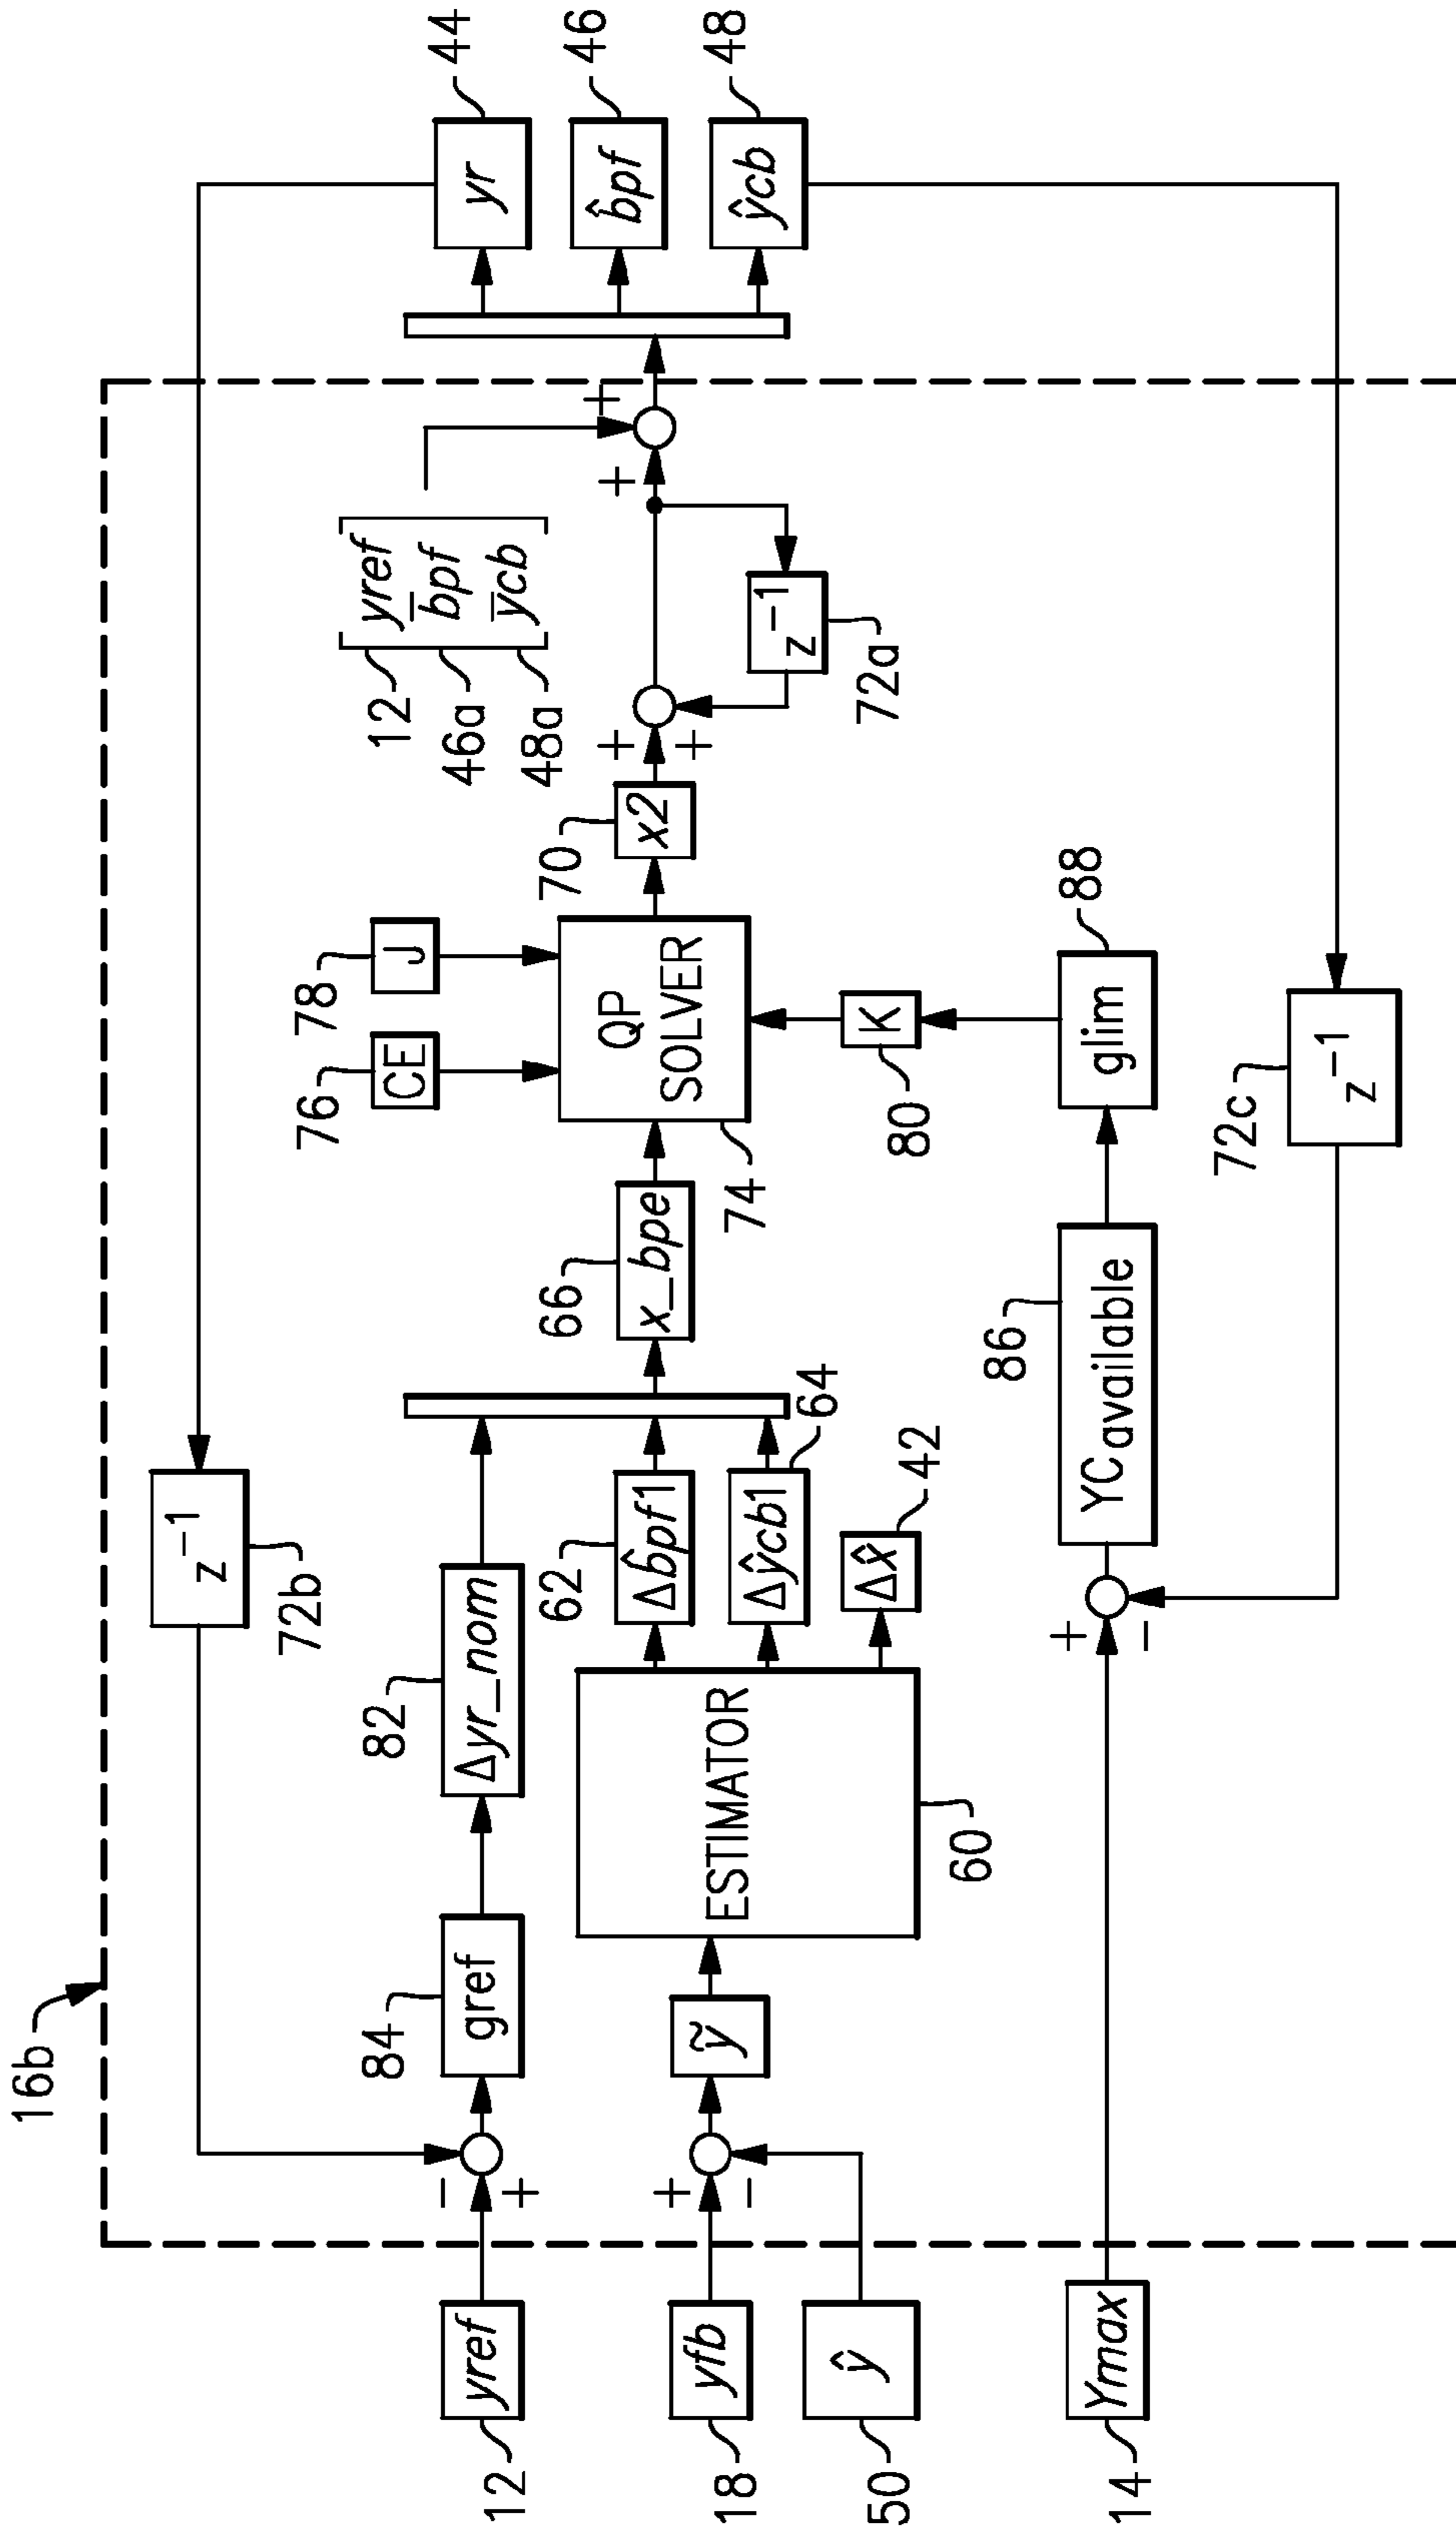 16b
yref
12
gref
84
Δyr_nom
82
z⁻¹
72b
yfb
18
ŷ
50
ỹ
ESTIMATOR
60
Δb̂pf1
62
Δŷcb1
64
Δx̂
42
x_bpe
66
QP
SOLVER
74
CE
76
J
78
K
80
x2
70
z⁻¹
72a
yref
b̅pf
y̅cb
12
46a
48a
yr
44
b̂pf
46
ŷcb
48
Ymax
14
YCavailable
86
glim
88
z⁻¹
72c
+
-
+
-
+
-
+
+
+
+